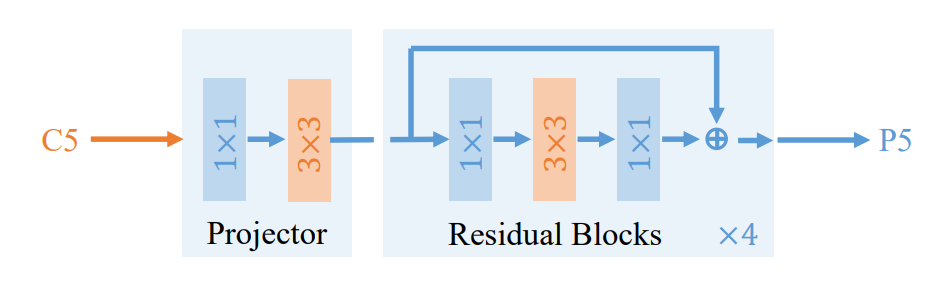 C5
1×1
3×3
Projector
1×1
3×3
1×1
Residual Blocks
×4
P5